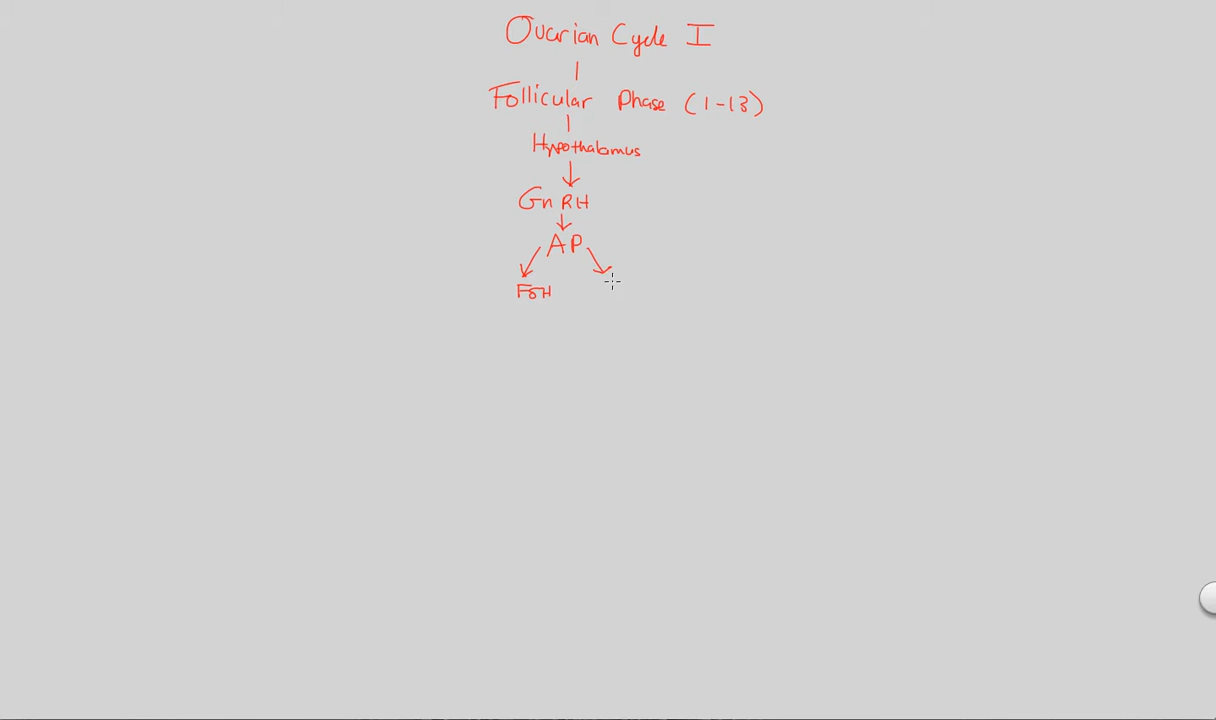 Ovarian Cycle I
Follicular Phase (1-13)
Hypothalamus
GnRH
AP
FSH